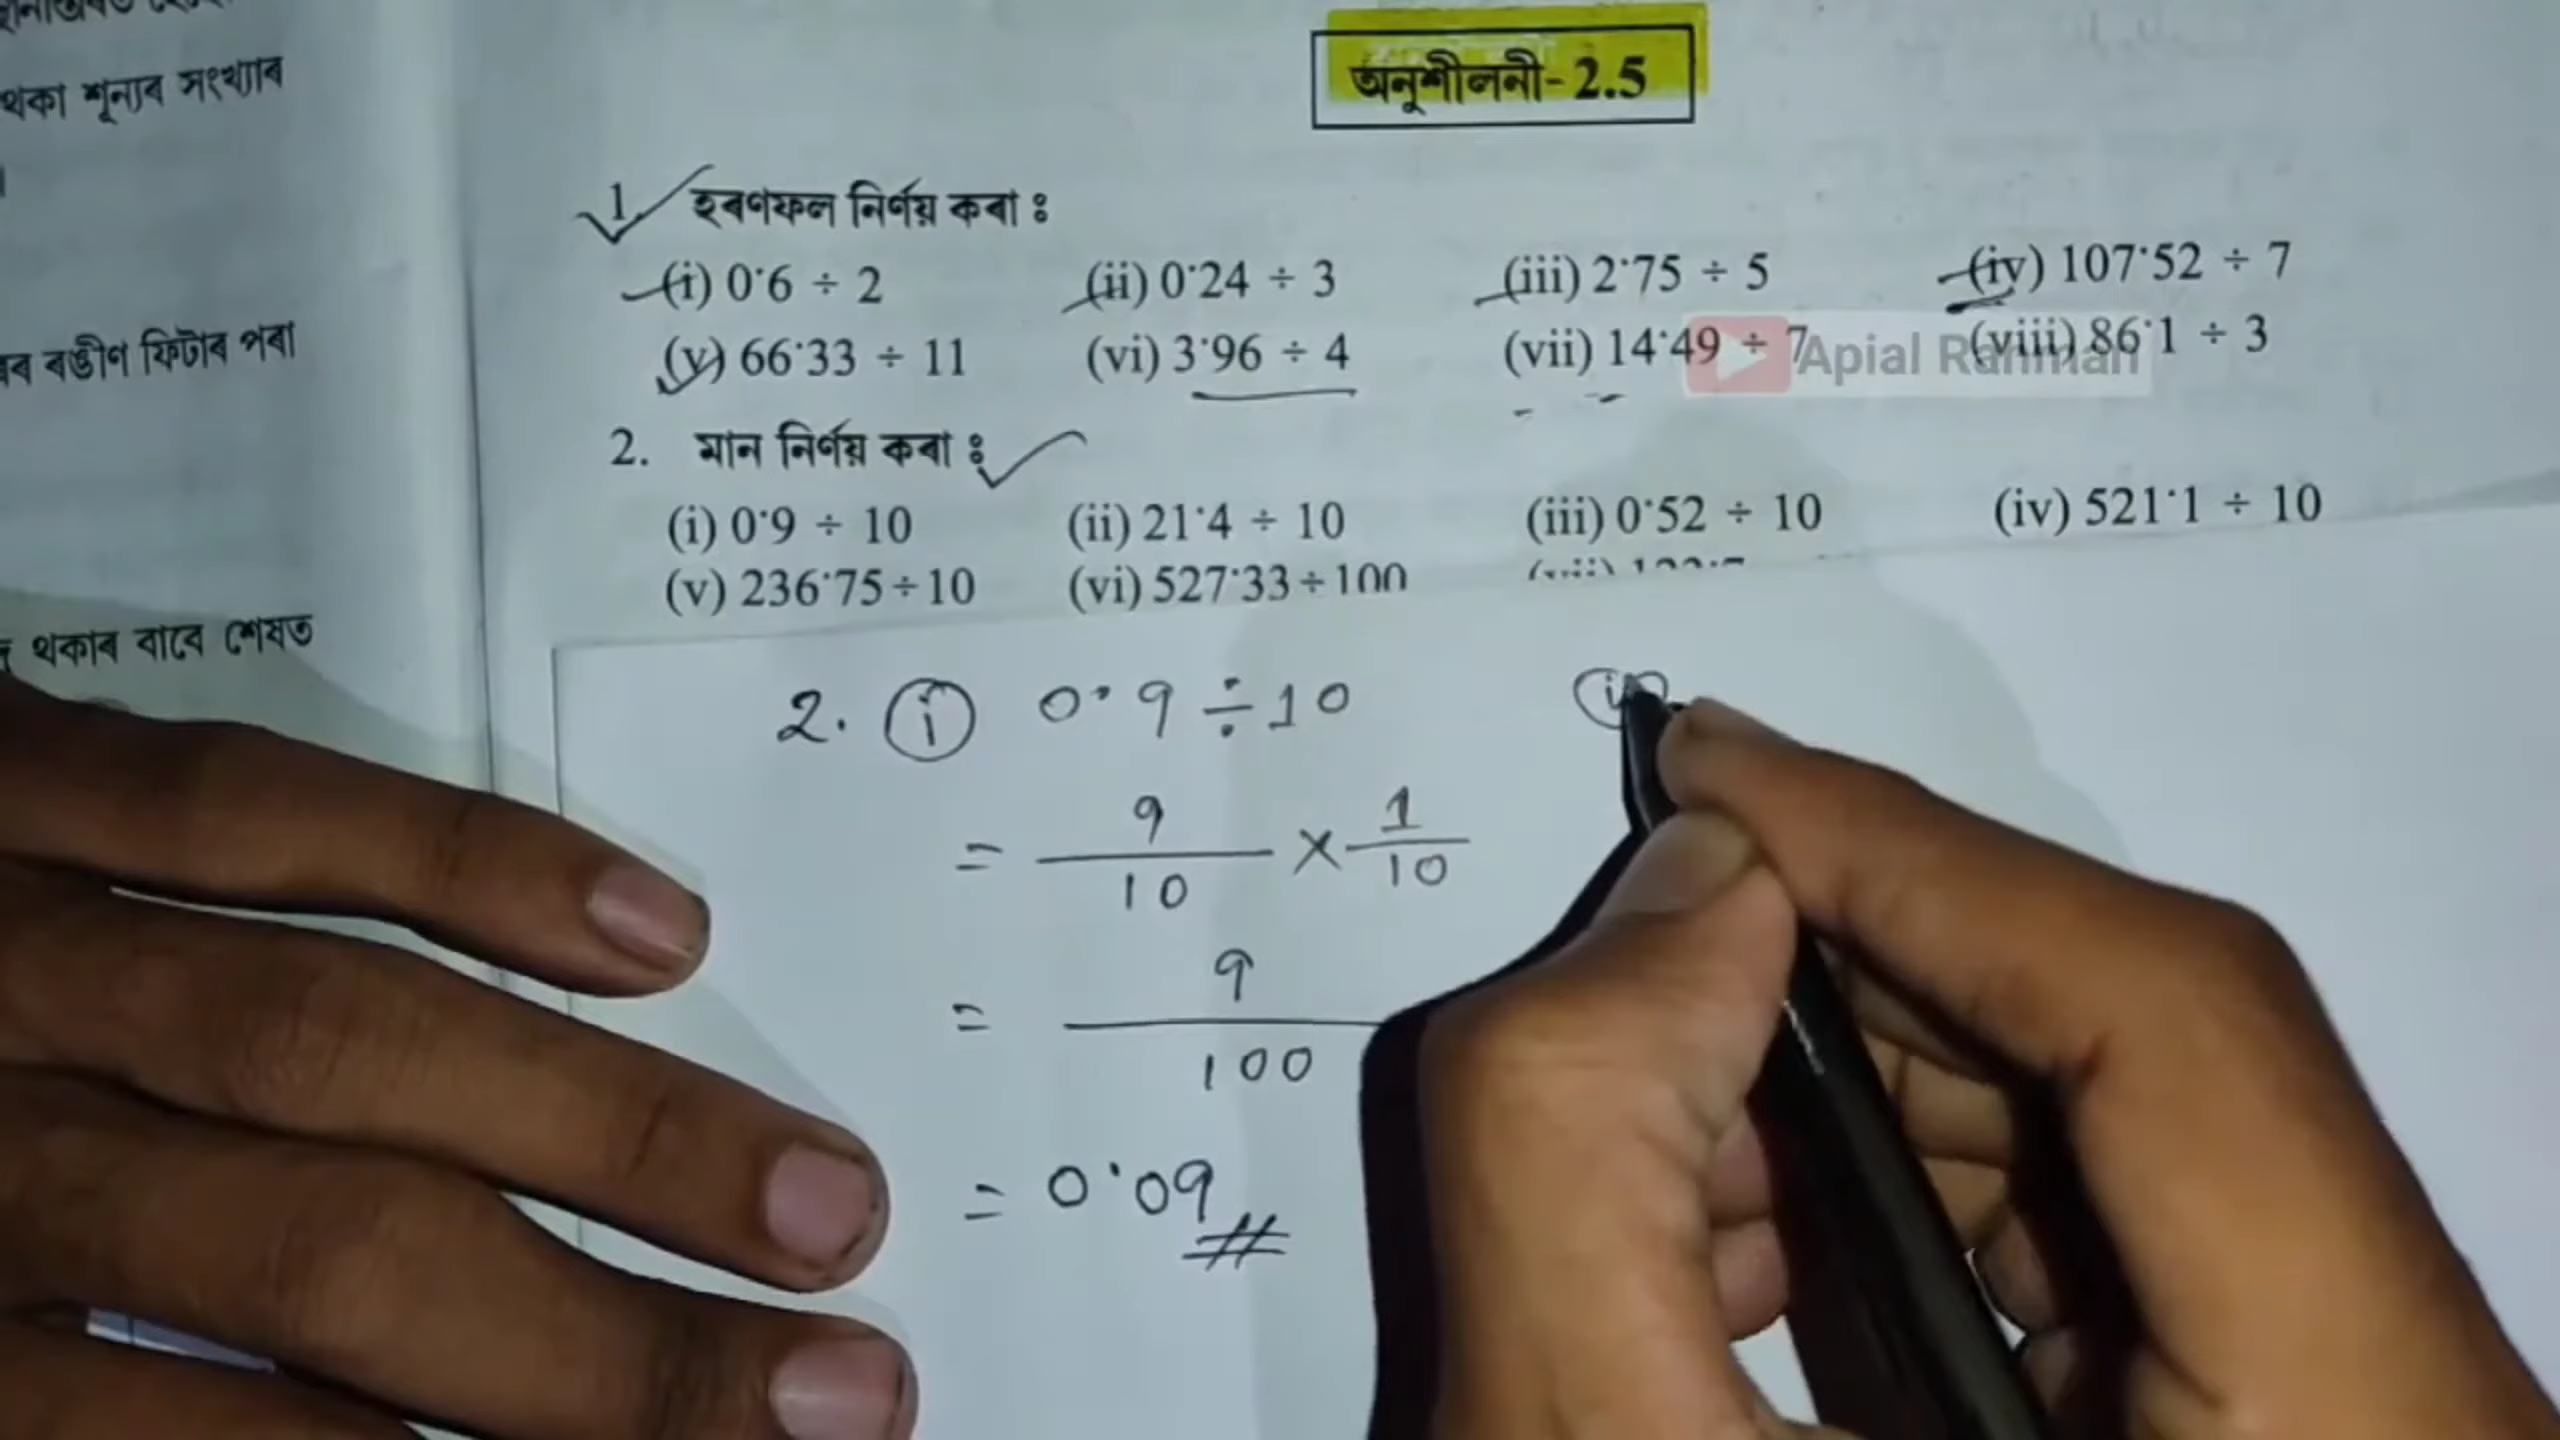 থকা শূন্যৰ সংখ্যাৰ
ৰঙীণ ফিটাৰ পৰা
থকাৰ বাবে শেষত
অনুশীলনী- 2.5
1 হৰণফল নিৰ্ণয় কৰা ঃ
(i) 0·6 ÷ 2 (ii) 0·24 ÷ 3 (iii) 2·75 ÷ 5 (iv) 107·52 ÷ 7
(v) 66·33 ÷ 11 (vi) 3·96 ÷ 4 (vii) 14·49 ÷ 7 (viii) 86·1 ÷ 3
Apial Rahman
2. মান নিৰ্ণয় কৰা ঃ
(i) 0·9 ÷ 10 (ii) 21·4 ÷ 10 (iii) 0·52 ÷ 10 (iv) 521·1 ÷ 10
(v) 236·75 ÷ 10 (vi) 527·33 ÷ 100
2. (i) 0·9 ÷ 10
= 9/10 × 1/10
= 9/100
= 0·09